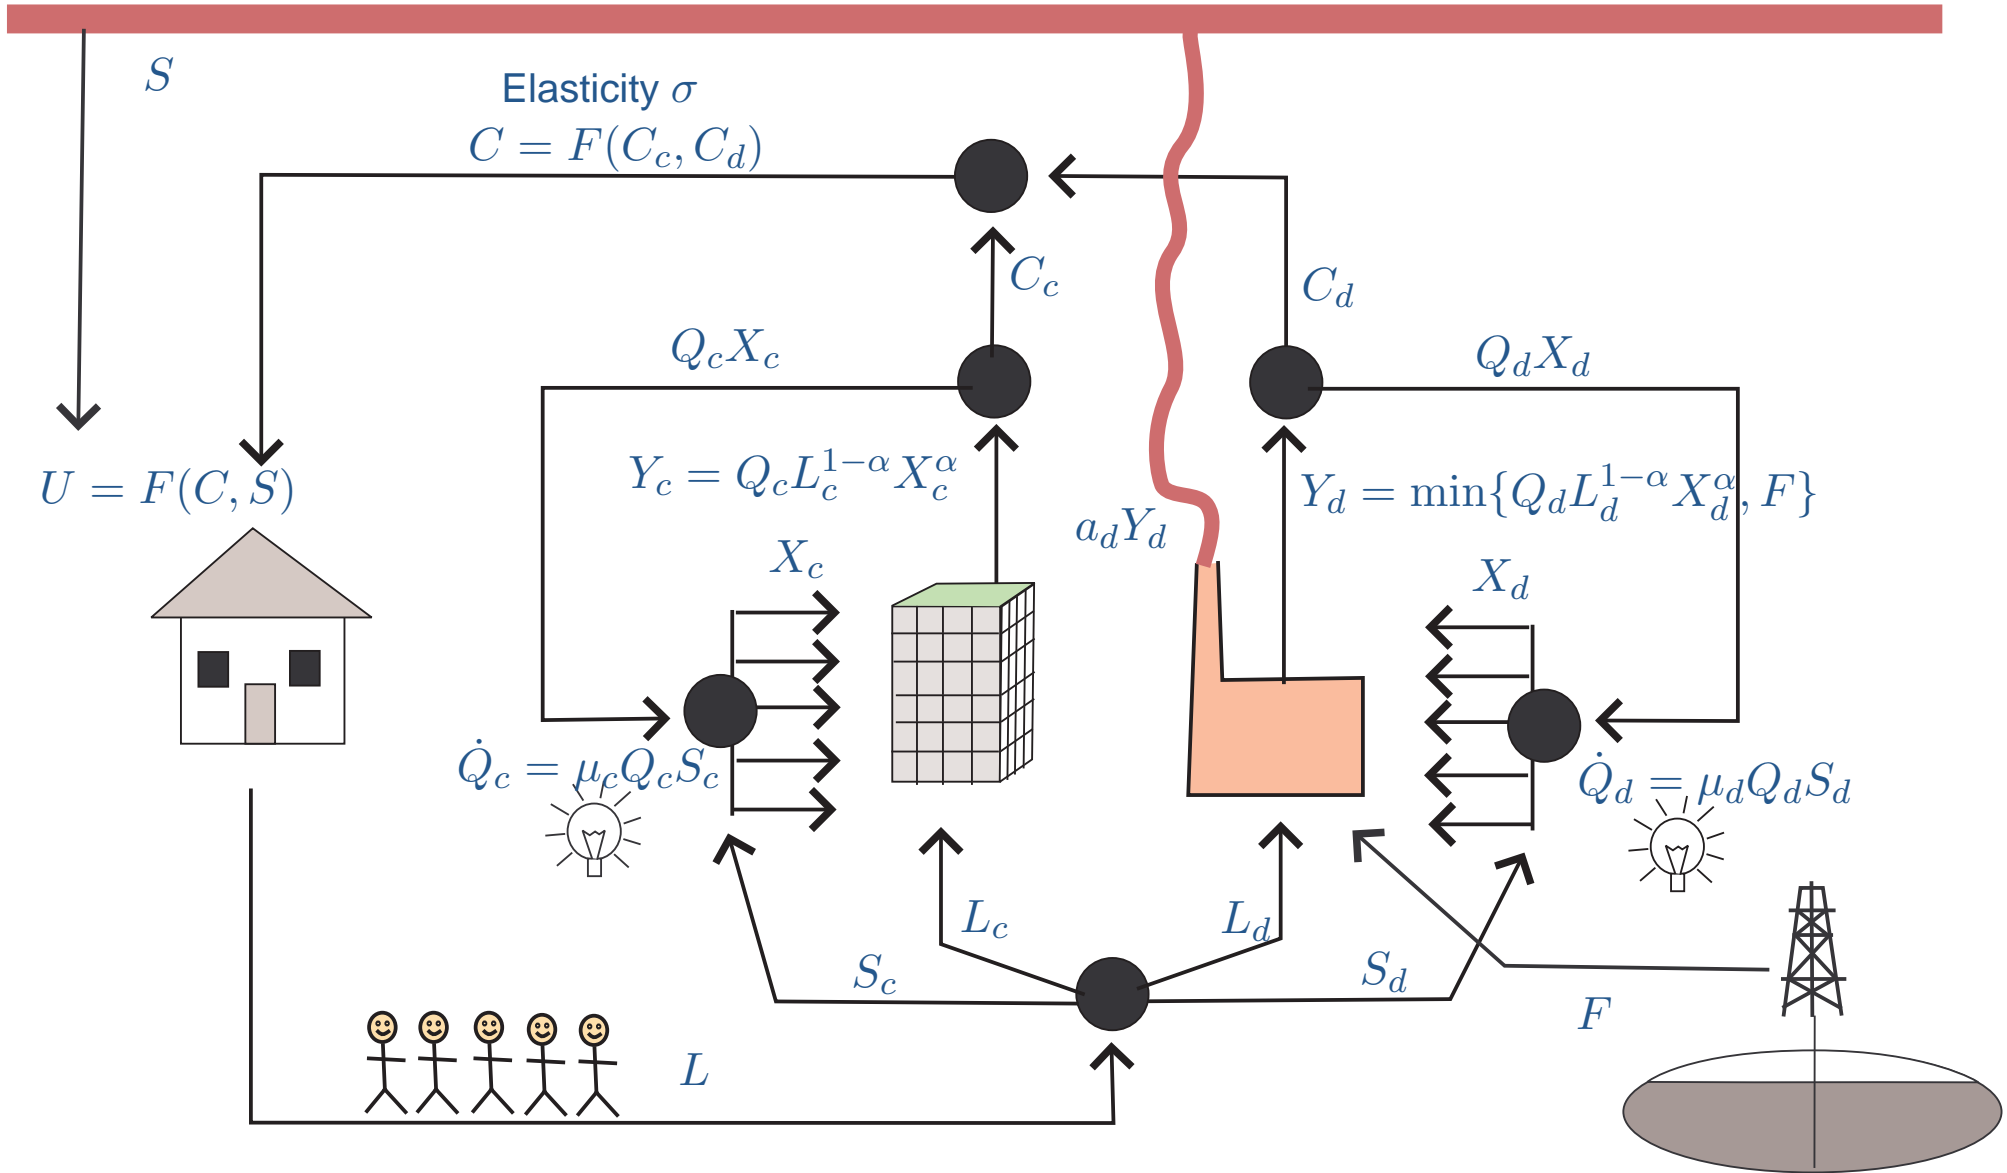 S
Elasticity σ
C = F(C_c, C_d)
C_c
C_d
Q_cX_c
Q_dX_d
U = F(C, S)
Y_c = Q_cL_c^{1−α}X_c^α
Y_d = min{Q_dL_d^{1−α}X_d^α, F}
a_dY_d
X_c
X_d
Q̇_c = μ_cQ_cS_c
Q̇_d = μ_dQ_dS_d
L_c
L_d
S_c
S_d
F
L